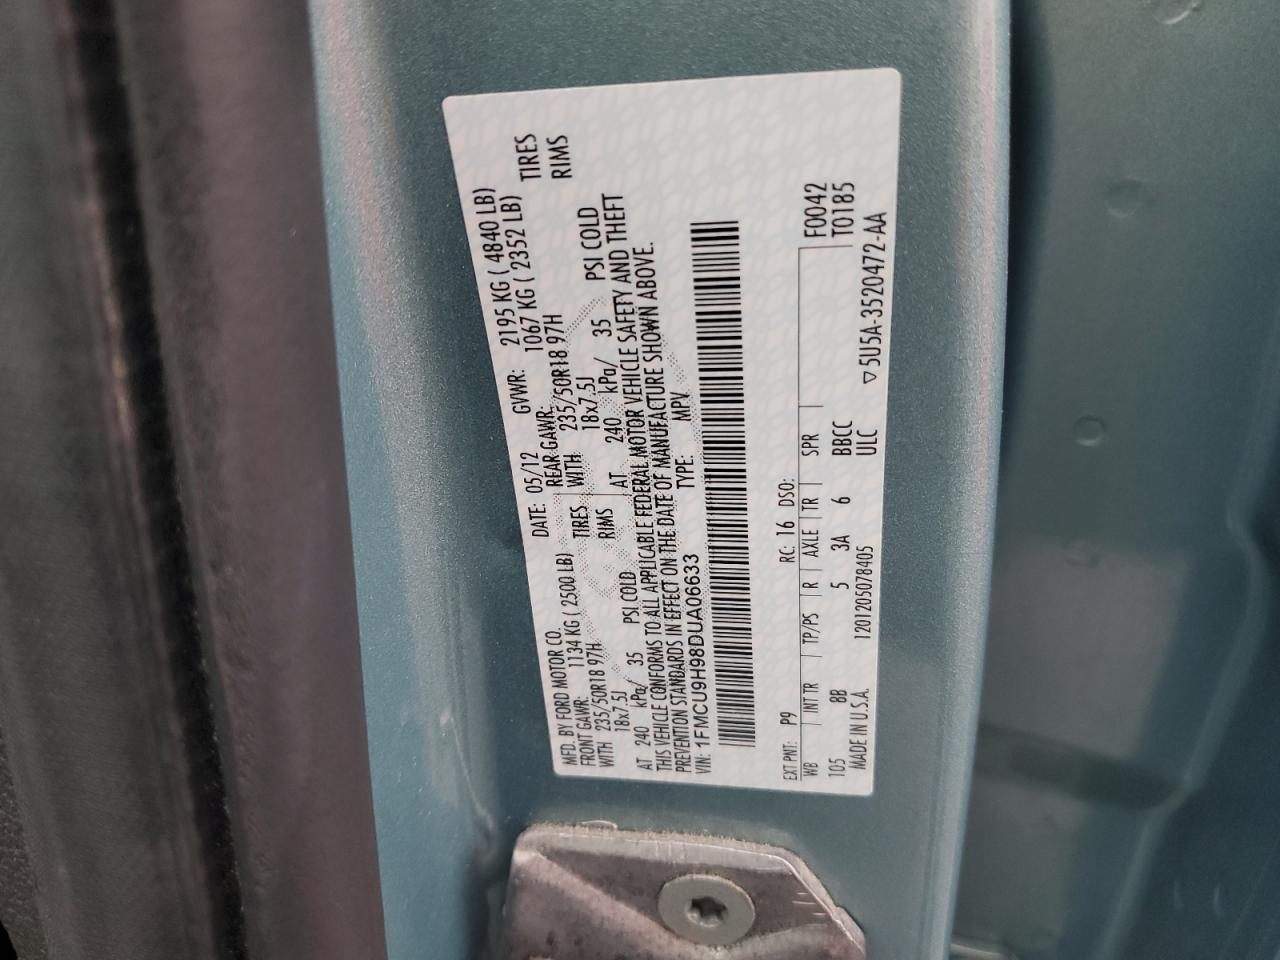 MFD. BY FORD MOTOR CO.
DATE: 05/12 GVWR: 2195 KG ( 4840 LB)
FRONT GAWR: 1134 KG ( 2500 LB) REAR GAWR: 1067 KG ( 2352 LB)
WITH 235/50R18 97H TIRES WITH 235/50R18 97H TIRES
18x7.5J RIMS 18x7.5J RIMS
AT 240 kPa/ 35 PSI COLD AT 240 kPa/ 35 PSI COLD
THIS VEHICLE CONFORMS TO ALL APPLICABLE FEDERAL MOTOR VEHICLE SAFETY AND THEFT
PREVENTION STANDARDS IN EFFECT ON THE DATE OF MANUFACTURE SHOWN ABOVE.
VIN: 1FMCU9H98DUA06633 TYPE: MPV
EXT PNT: P9 RC: 16 DSO:
WB INT TR TP/PS R AXLE TR SPR F0042
105 8B 5 3A 6 BBCC T0185
MADE IN U.S.A. 1201205078405 ULC ▽5U5A-3520472-AA